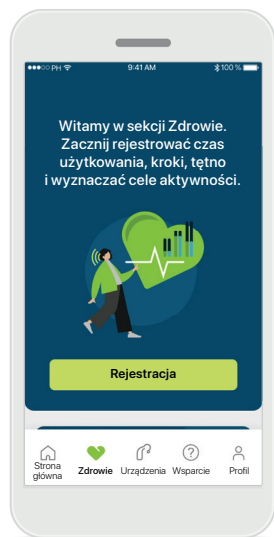 PH 9:41 AM 100 %
Witamy w sekcji Zdrowie.
Zacznij rejestrować czas
użytkowania, kroki, tętno
i wyznaczać cele aktywności.
Rejestracja
Strona
główna
Zdrowie
Urządzenia
Wsparcie
Profil